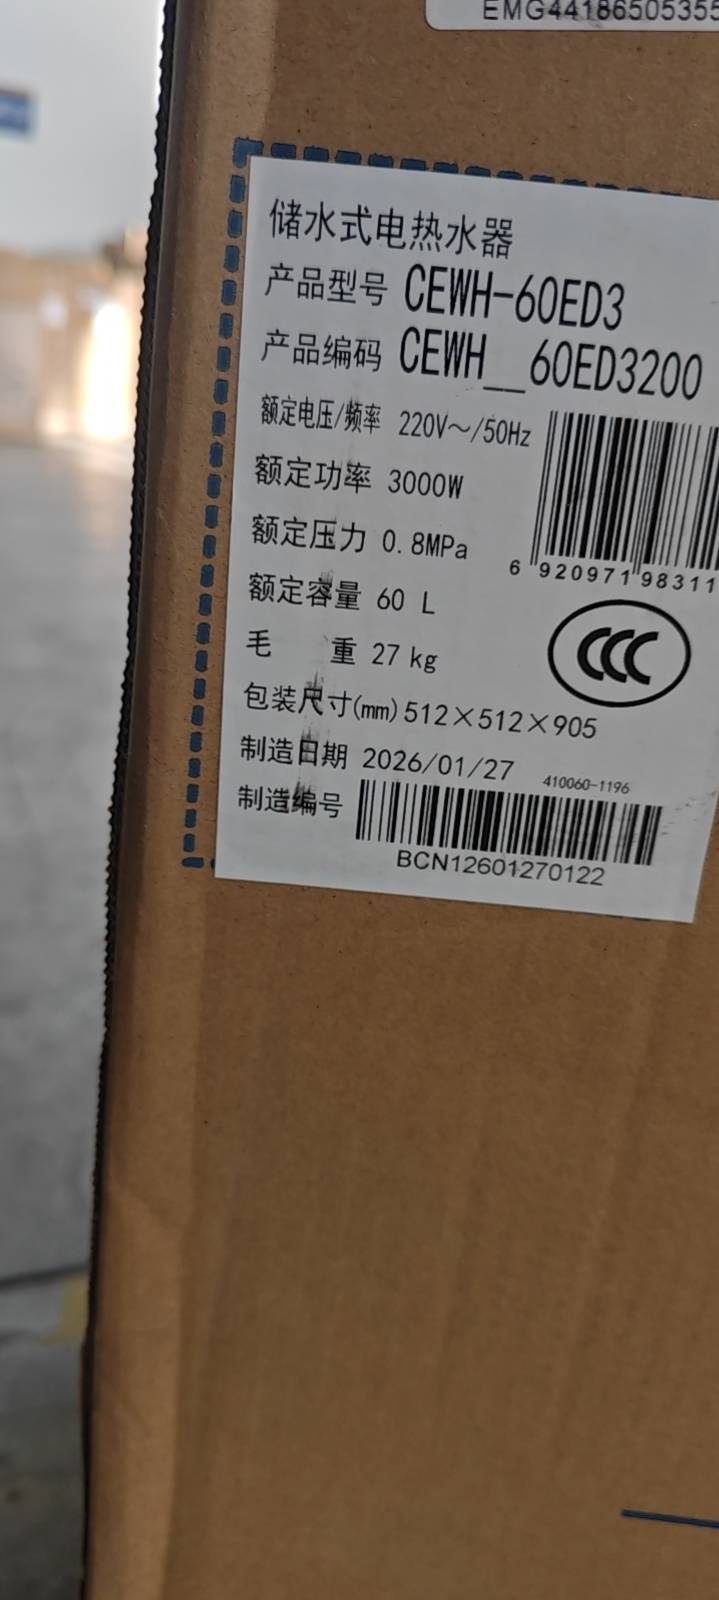 EMG44186505355
储水式电热水器
产品型号 CEWH-60ED3
产品编码 CEWH__60ED3200
额定电压/频率 220V～/50Hz
额定功率 3000W
额定压力 0.8MPa
6 920971 98311
额定容量 60 L
CCC
毛 重 27 kg
包装尺寸(mm) 512×512×905
制造日期 2026/01/27
410060-1196
制造编号
BCN12601270122